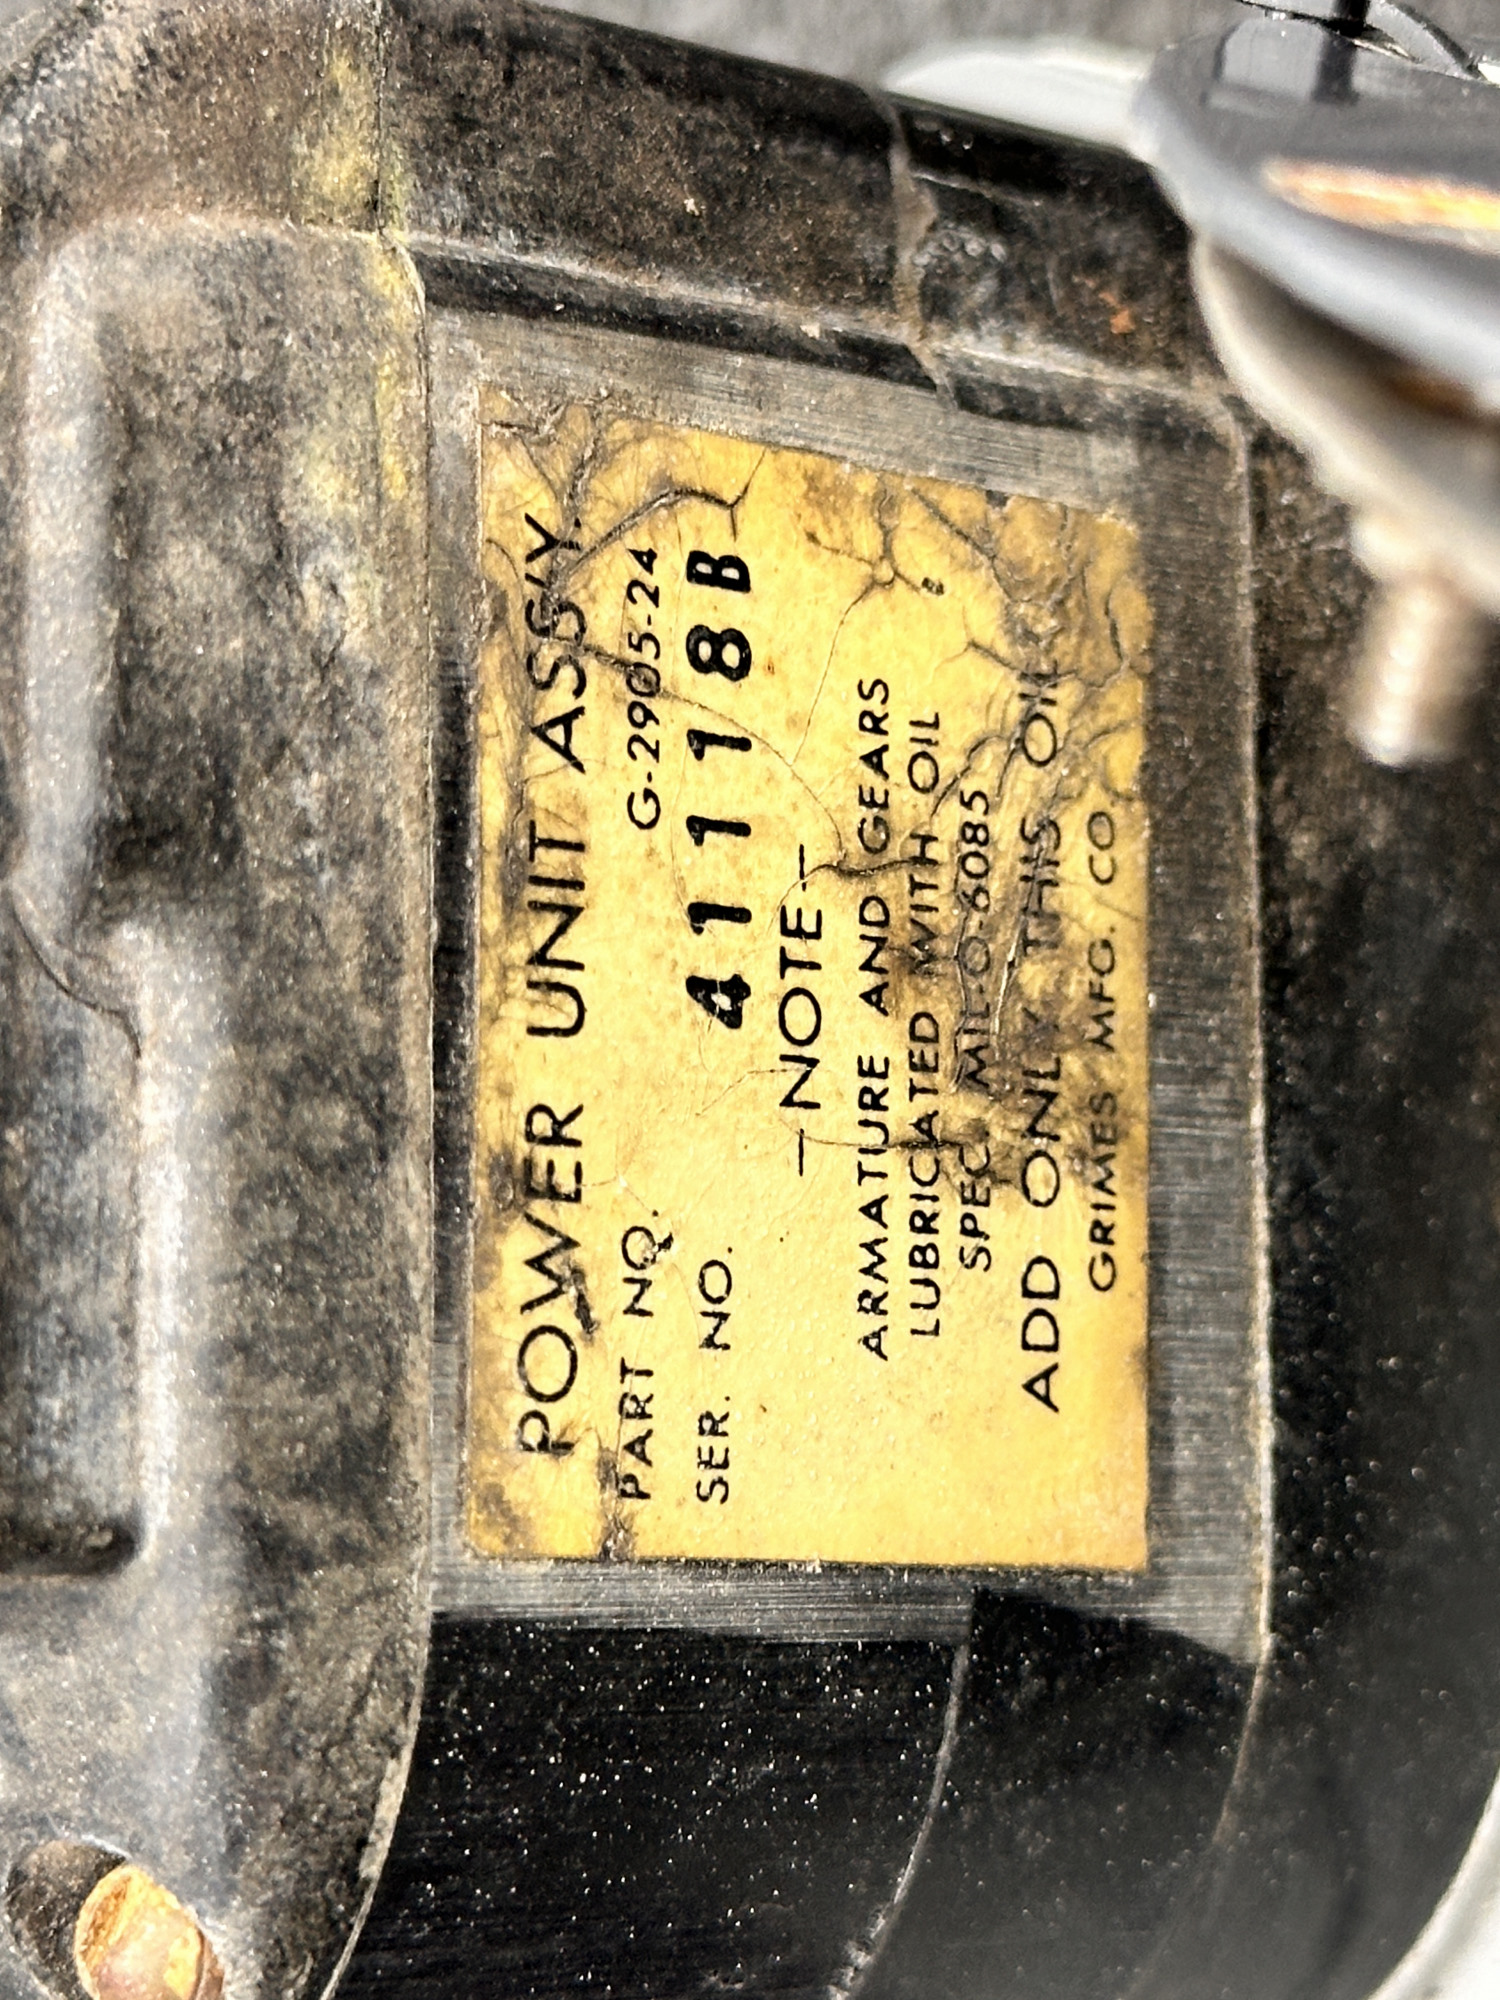 POWER UNIT ASS'Y.
PART NO. G-2905-24
SER. NO. 41118B
— NOTE —
ARMATURE AND GEARS
LUBRICATED WITH OIL
SPEC. MIL-O-6085
ADD ONLY THIS OIL
GRIMES MFG. CO.